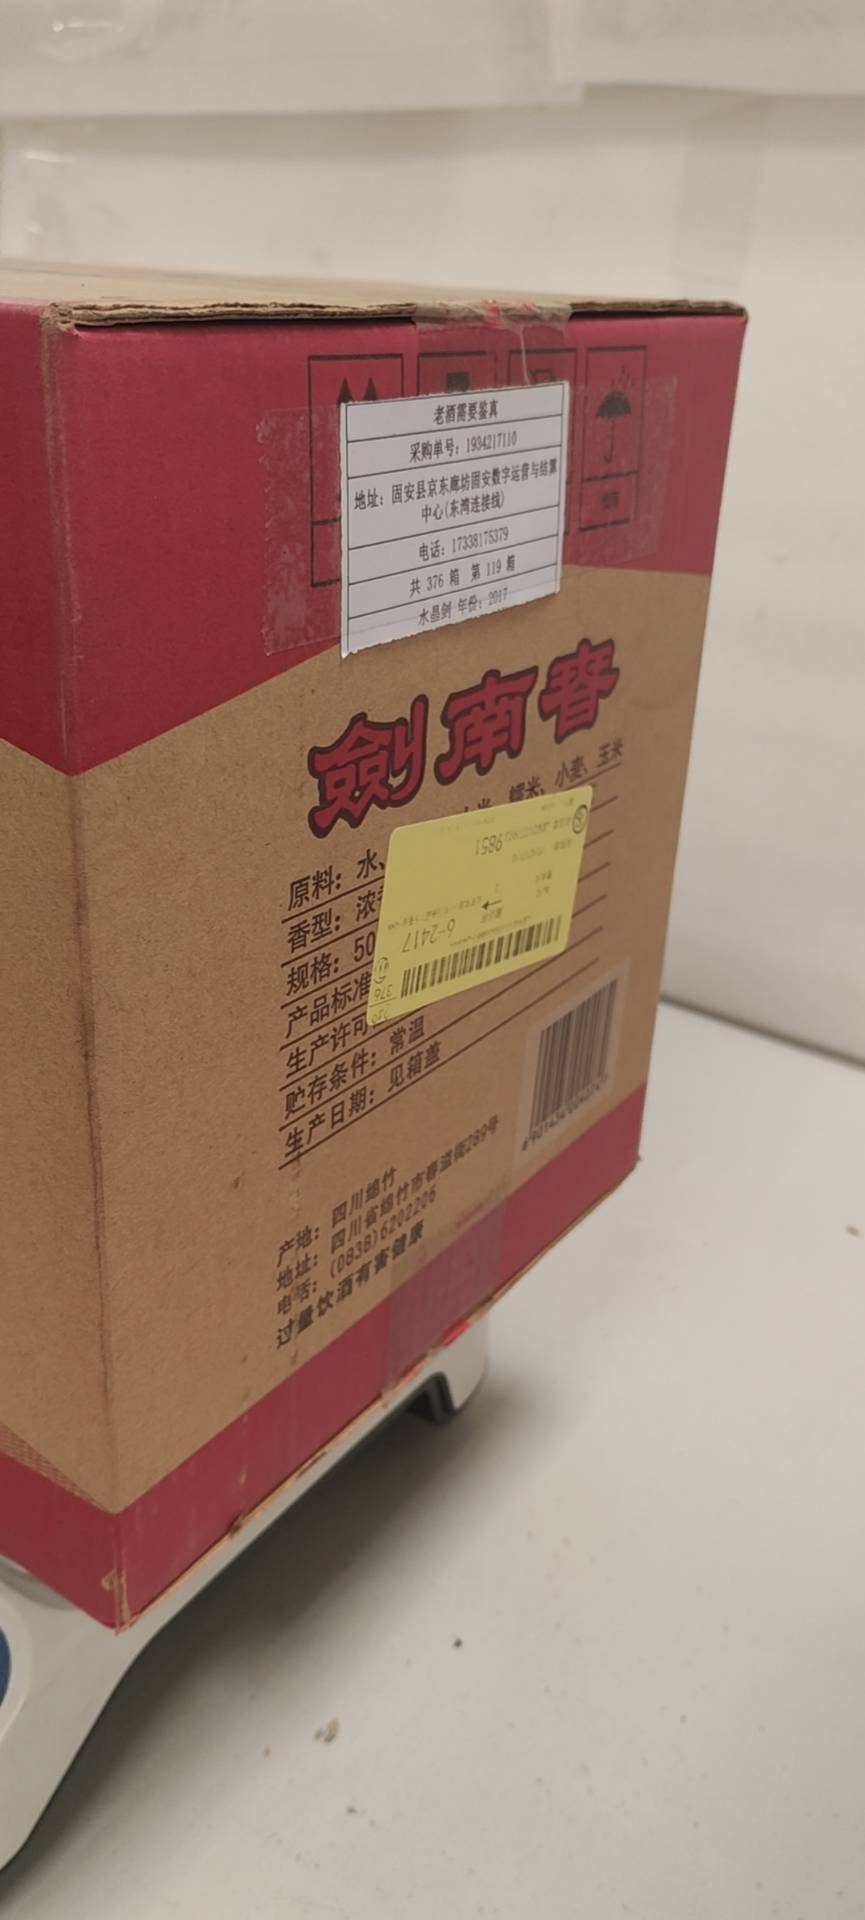 老酒需要鉴真
采购单号：1934217110
地址：固安县京东廊坊固安数字运营与结算
中心(东鸿连接线)
电话：17338175379
共 376 箱 第 119 箱
水晶剑 年份：2017
劍南春
糯米、小麦、玉米
原料：水、
香型：浓
规格：50
产品标准
生产许可
贮存条件：常温
生产日期：见箱盖
9851
6-2417
376
产地：四川绵竹
地址：四川省绵竹市春溢街289号
电话：(0838)6202206
过量饮酒有害健康